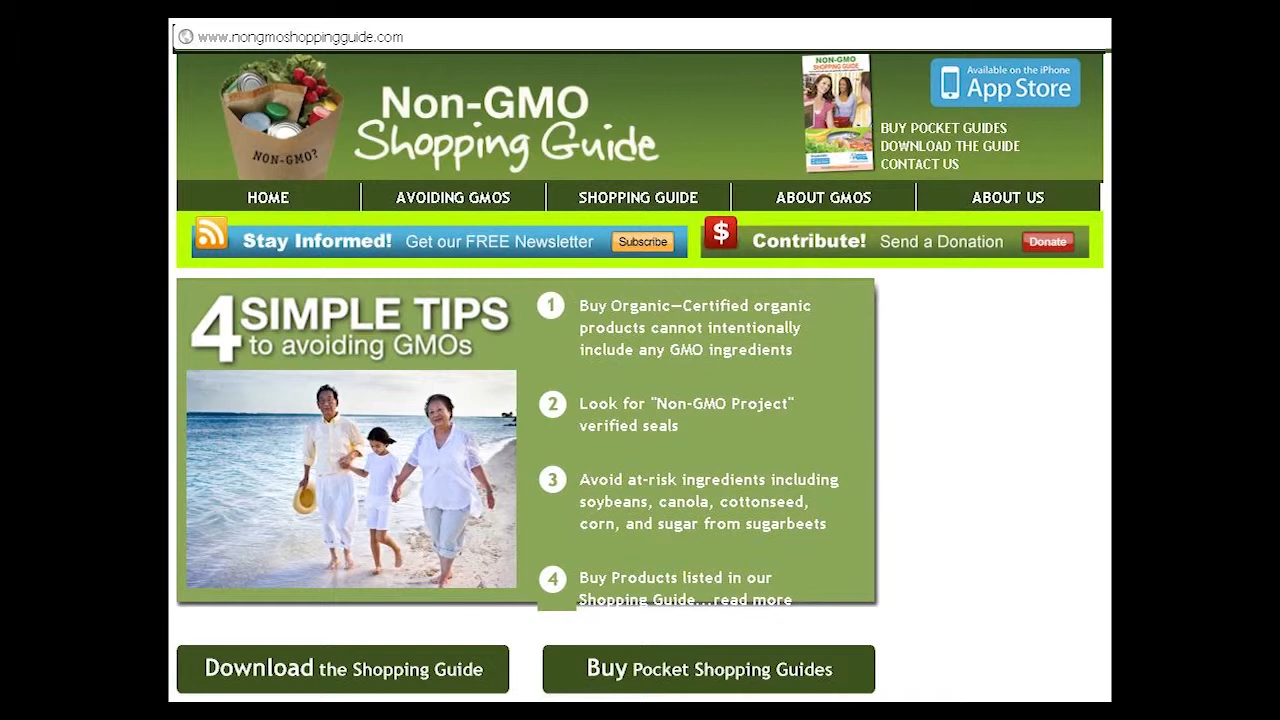 www.nongmoshoppingguide.com
NON-GMO?
Non-GMO
Shopping Guide
NON-GMO
SHOPPING GUIDE
Available on the iPhone
App Store
BUY POCKET GUIDES
DOWNLOAD THE GUIDE
CONTACT US
HOME AVOIDING GMOS SHOPPING GUIDE ABOUT GMOS ABOUT US
Stay Informed! Get our FREE Newsletter Subscribe
$ Contribute! Send a Donation Donate
4 SIMPLE TIPS
to avoiding GMOs
1 Buy Organic—Certified organic
products cannot intentionally
include any GMO ingredients
2 Look for "Non-GMO Project"
verified seals
3 Avoid at-risk ingredients including
soybeans, canola, cottonseed,
corn, and sugar from sugarbeets
4 Buy Products listed in our
Shopping Guide...read more
Download the Shopping Guide
Buy Pocket Shopping Guides